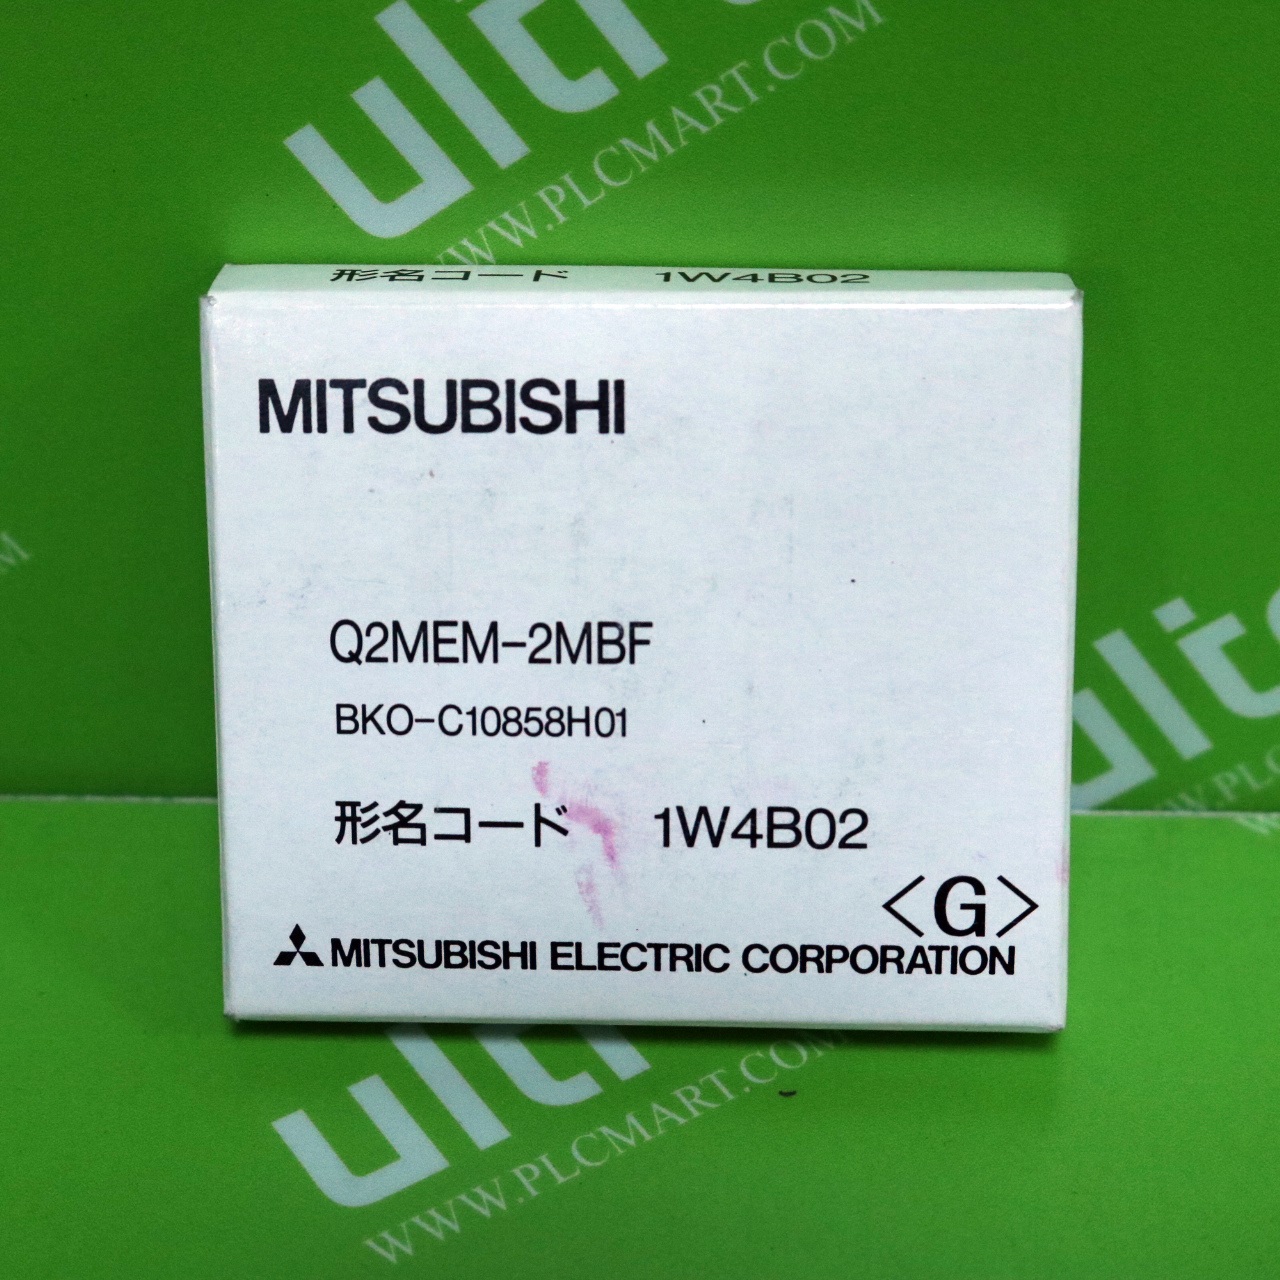 ultra
WWW.PLCMART.COM
形名コード 1W4B02
MITSUBISHI
Q2MEM-2MBF
BKO-C10858H01
形名コード 1W4B02
<G>
MITSUBISHI ELECTRIC CORPORATION
WWW.PLCMART.COM